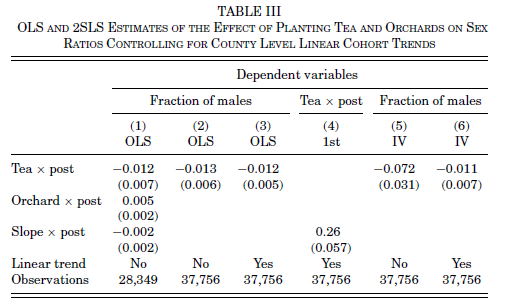 TABLE III
OLS AND 2SLS ESTIMATES OF THE EFFECT OF PLANTING TEA AND ORCHARDS ON SEX
RATIOS CONTROLLING FOR COUNTY LEVEL LINEAR COHORT TRENDS
Dependent variables
Fraction of males Tea × post Fraction of males
(1) (2) (3) (4) (5) (6)
OLS OLS OLS 1st IV IV
Tea × post −0.012 −0.013 −0.012 −0.072 −0.011
(0.007) (0.006) (0.005) (0.031) (0.007)
Orchard × post 0.005
(0.002)
Slope × post −0.002 0.26
(0.002) (0.057)
Linear trend No No Yes Yes No Yes
Observations 28,349 37,756 37,756 37,756 37,756 37,756